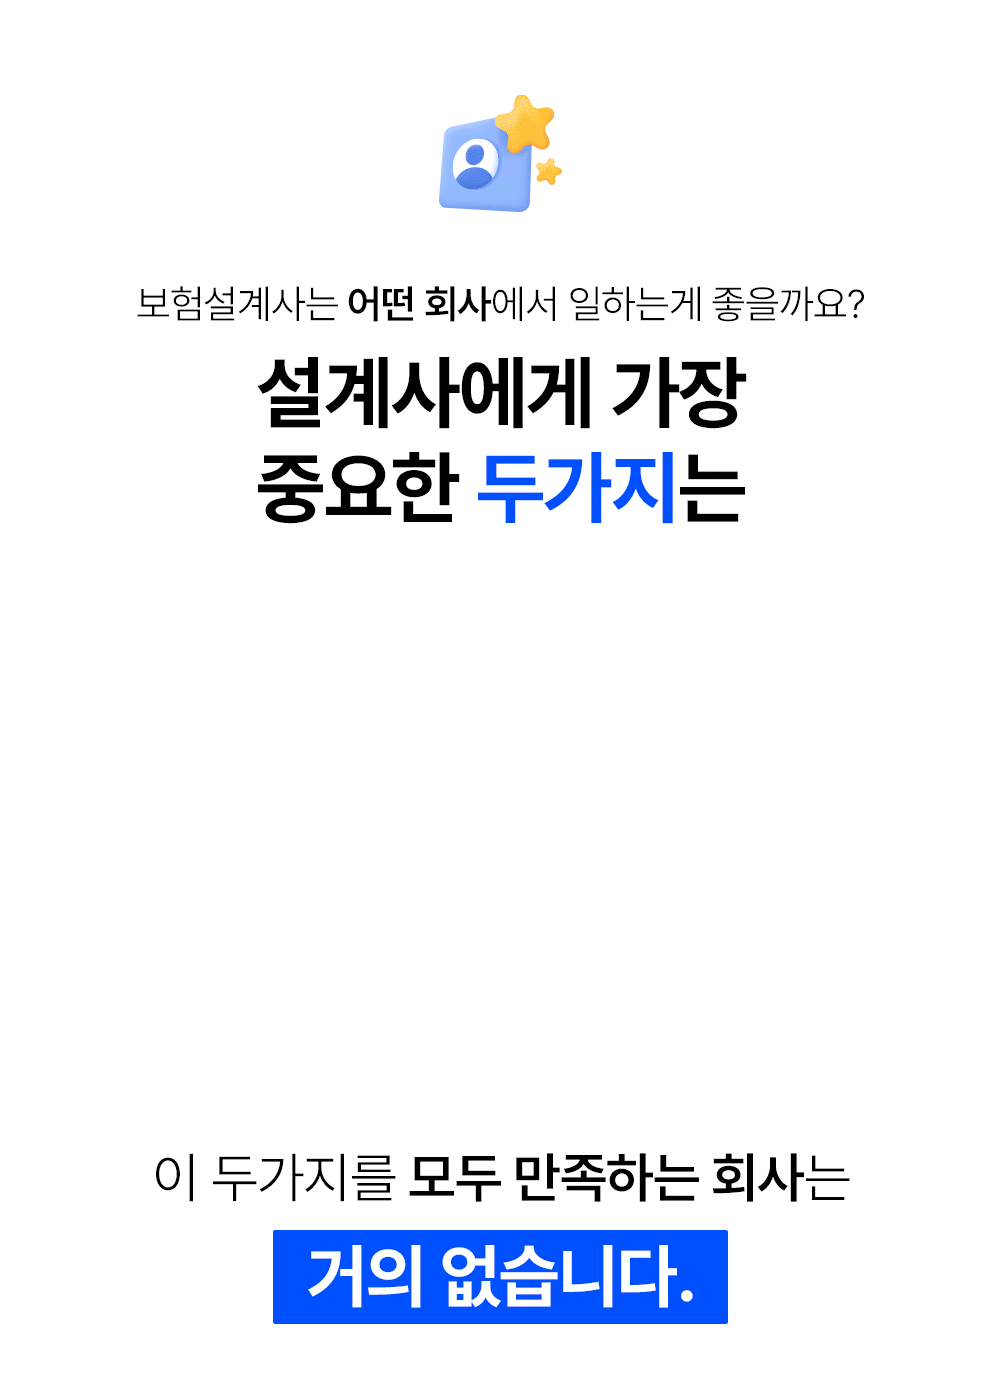 보험설계사는 어떤 회사에서 일하는게 좋을까요?
설계사에게 가장
중요한 두가지는
이 두가지를 모두 만족하는 회사는
거의 없습니다.